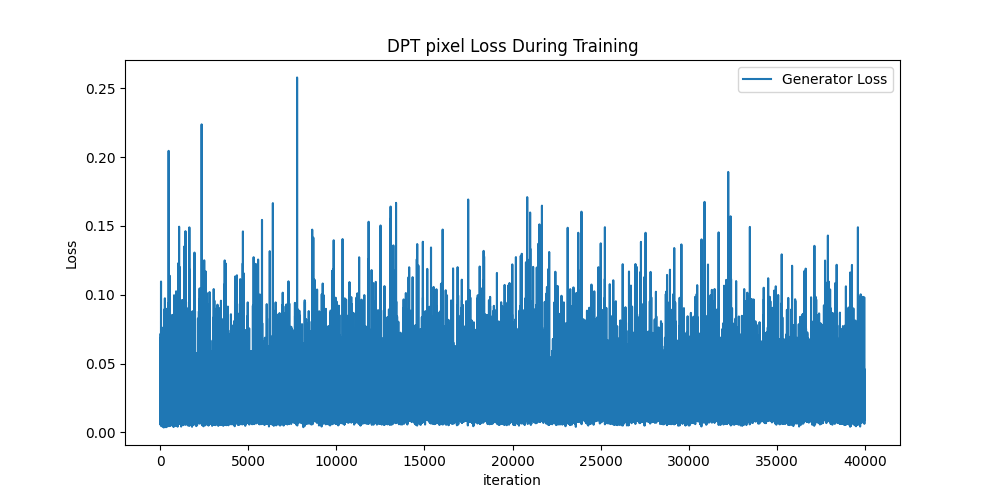 DPT pixel Loss During Training
Generator Loss
Loss
0.25
0.20
0.15
0.10
0.05
0.00
0 5000 10000 15000 20000 25000 30000 35000 40000
iteration